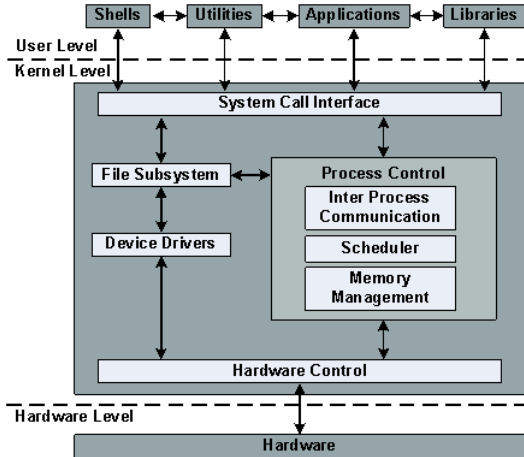 Shells
Utilities
Applications
Libraries
User Level
Kernel Level
System Call Interface
File Subsystem
Process Control
Inter Process
Communication
Device Drivers
Scheduler
Memory
Management
Hardware Control
Hardware Level
Hardware